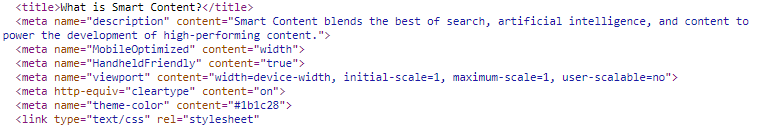 <title>What is Smart Content?</title>
<meta name="description" content="Smart Content blends the best of search, artificial intelligence, and content to
power the development of high-performing content.">
<meta name="MobileOptimized" content="width">
<meta name="HandheldFriendly" content="true">
<meta name="viewport" content="width=device-width, initial-scale=1, maximum-scale=1, user-scalable=no">
<meta http-equiv="cleartype" content="on">
<meta name="theme-color" content="#1b1c28">
<link type="text/css" rel="stylesheet"